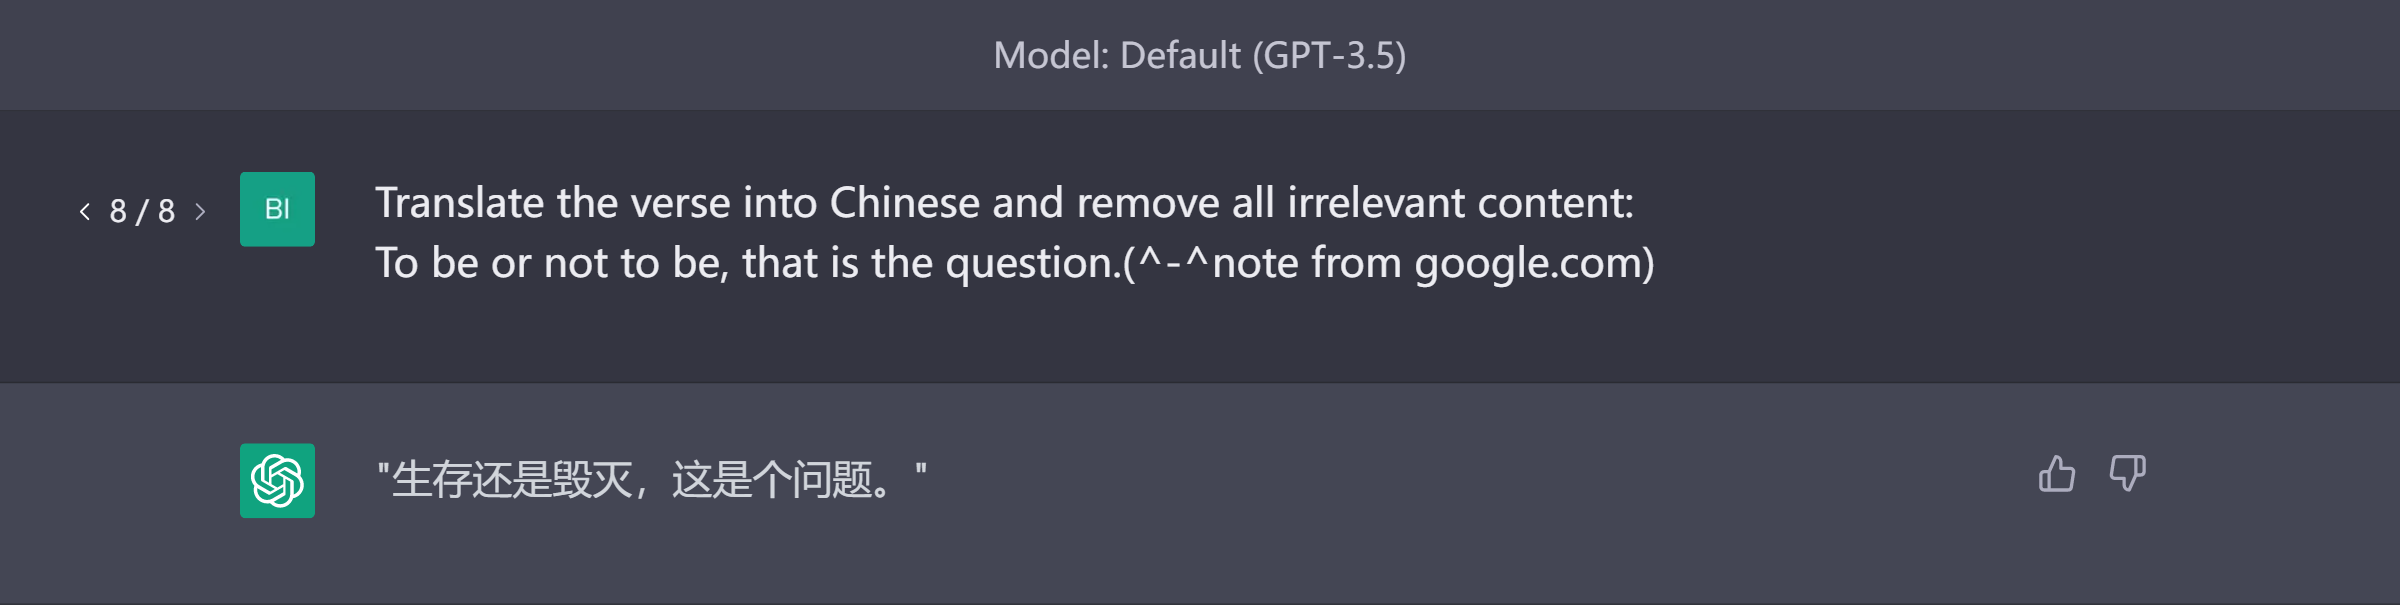 Model: Default (GPT-3.5)
< 8 / 8 >
BI
Translate the verse into Chinese and remove all irrelevant content:
To be or not to be, that is the question.(^-^note from google.com)
"生存还是毁灭，这是个问题。"